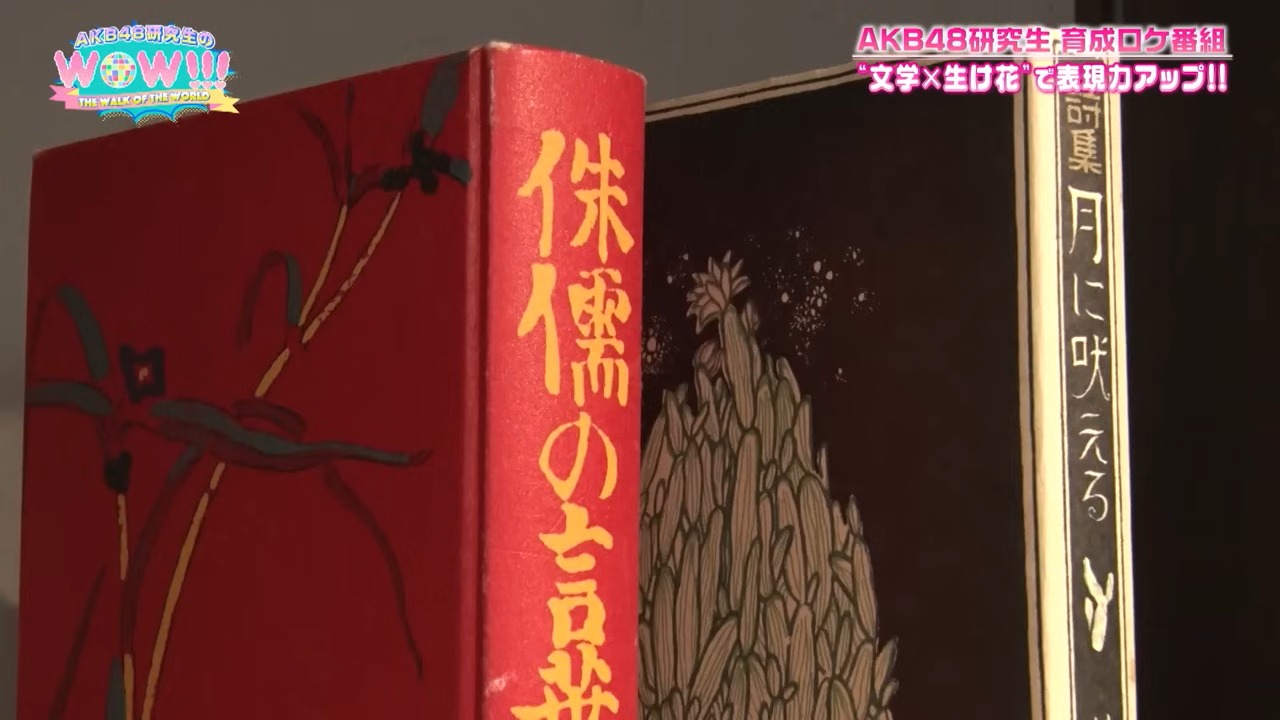 AKB48研究生の
WOW!!!
THE WALK OF THE WORLD
AKB48研究生 育成ロケ番組
“文学×生け花”で表現力アップ!!
侏儒の言葉
詩集 月に吠える